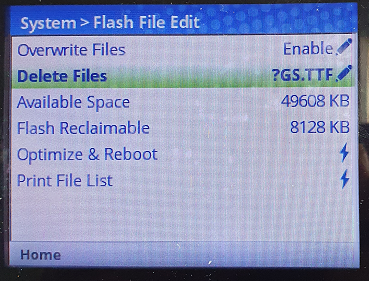 System > Flash File Edit
Overwrite Files Enable
Delete Files ?GS.TTF
Available Space 49608 KB
Flash Reclaimable 8128 KB
Optimize & Reboot
Print File List
Home